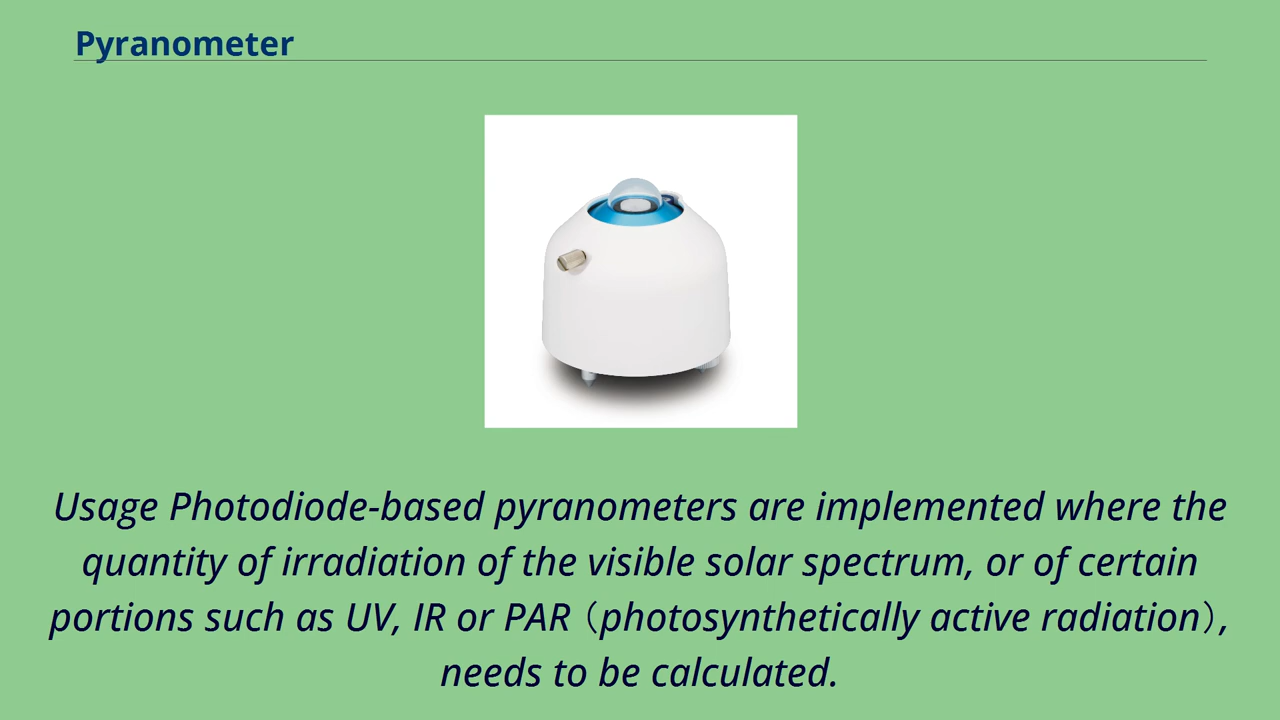 Pyranometer
Usage Photodiode-based pyranometers are implemented where the
quantity of irradiation of the visible solar spectrum, or of certain
portions such as UV, IR or PAR（photosynthetically active radiation）,
needs to be calculated.